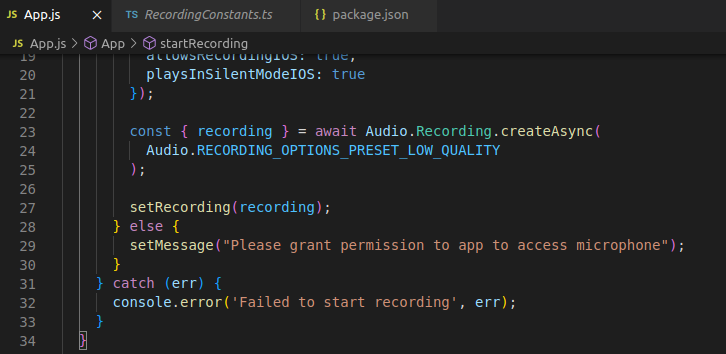 JS App.js ×
TS RecordingConstants.ts
{} package.json
JS App.js > App > startRecording
19 allowsRecordingIOS: true,
20 playsInSilentModeIOS: true
21 });
22
23 const { recording } = await Audio.Recording.createAsync(
24 Audio.RECORDING_OPTIONS_PRESET_LOW_QUALITY
25 );
26
27 setRecording(recording);
28 } else {
29 setMessage("Please grant permission to app to access microphone");
30 }
31 } catch (err) {
32 console.error('Failed to start recording', err);
33 }
34 }